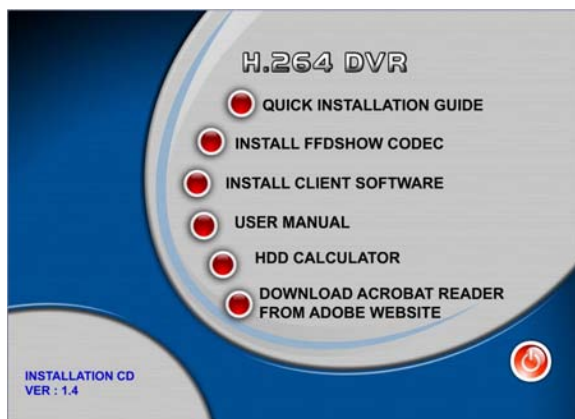 H.264 DVR
QUICK INSTALLATION GUIDE
INSTALL FFDSHOW CODEC
INSTALL CLIENT SOFTWARE
USER MANUAL
HDD CALCULATOR
DOWNLOAD ACROBAT READER
FROM ADOBE WEBSITE
INSTALLATION CD
VER : 1.4